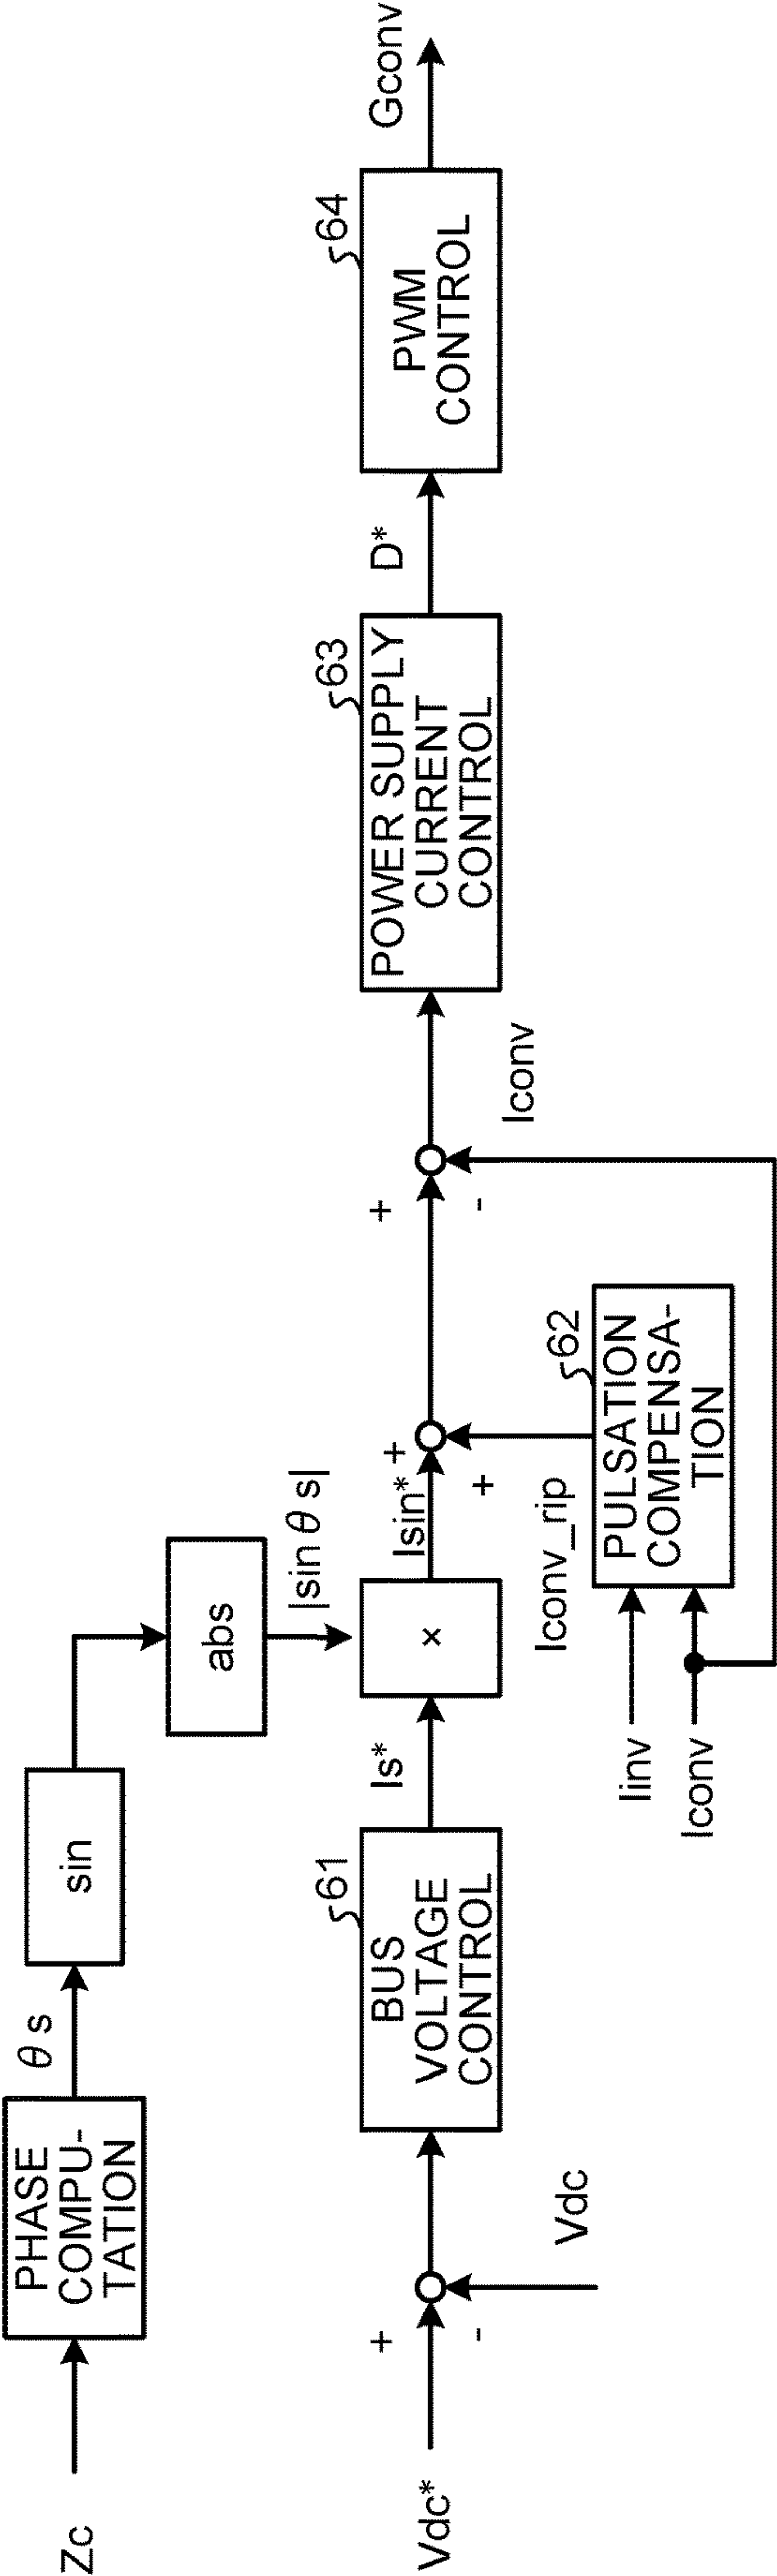 Zc
PHASE
COMPU-
TATION
θs
sin
abs
|sinθs|
Vdc*
+
-
Vdc
61
BUS
VOLTAGE
CONTROL
Is*
×
Isin*
+
+
Iconv_rip
Iinv
Iconv
62
PULSATION
COMPENSA-
TION
+
-
Iconv
63
POWER SUPPLY
CURRENT
CONTROL
D*
64
PWM
CONTROL
Gconv